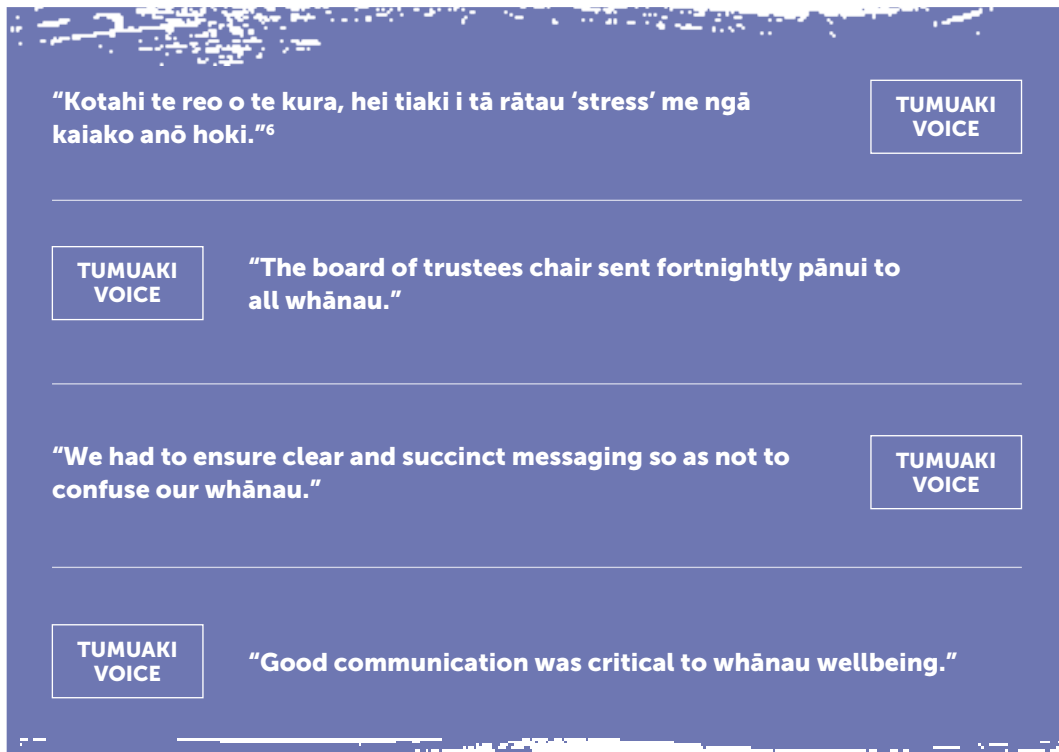 “Kotahi te reo o te kura, hei tiaki i tā rātau ‘stress’ me ngā
kaiako anō hoki.”⁶
TUMUAKI
VOICE
TUMUAKI
VOICE
“The board of trustees chair sent fortnightly pānui to
all whānau.”
“We had to ensure clear and succinct messaging so as not to
confuse our whānau.”
TUMUAKI
VOICE
TUMUAKI
VOICE
“Good communication was critical to whānau wellbeing.”